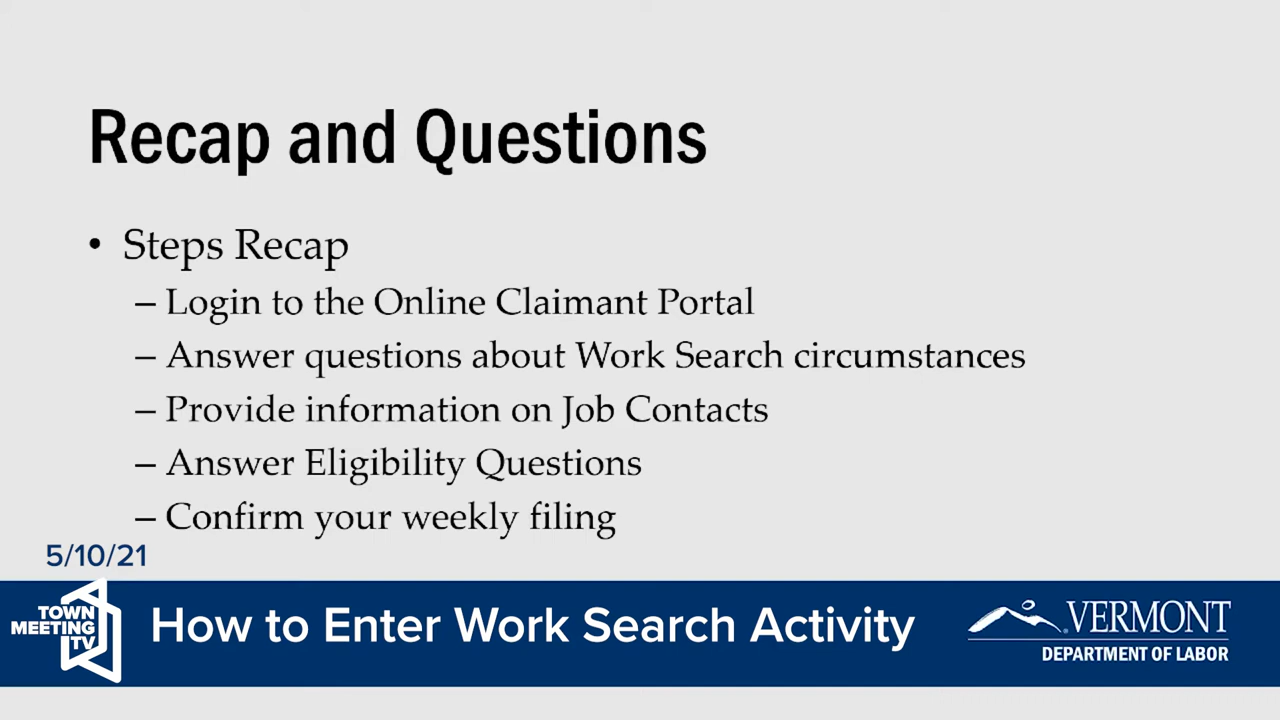 Recap and Questions
• Steps Recap
– Login to the Online Claimant Portal
– Answer questions about Work Search circumstances
– Provide information on Job Contacts
– Answer Eligibility Questions
– Confirm your weekly filing
5/10/21
TOWN
MEETING
TV
How to Enter Work Search Activity
VERMONT
DEPARTMENT OF LABOR